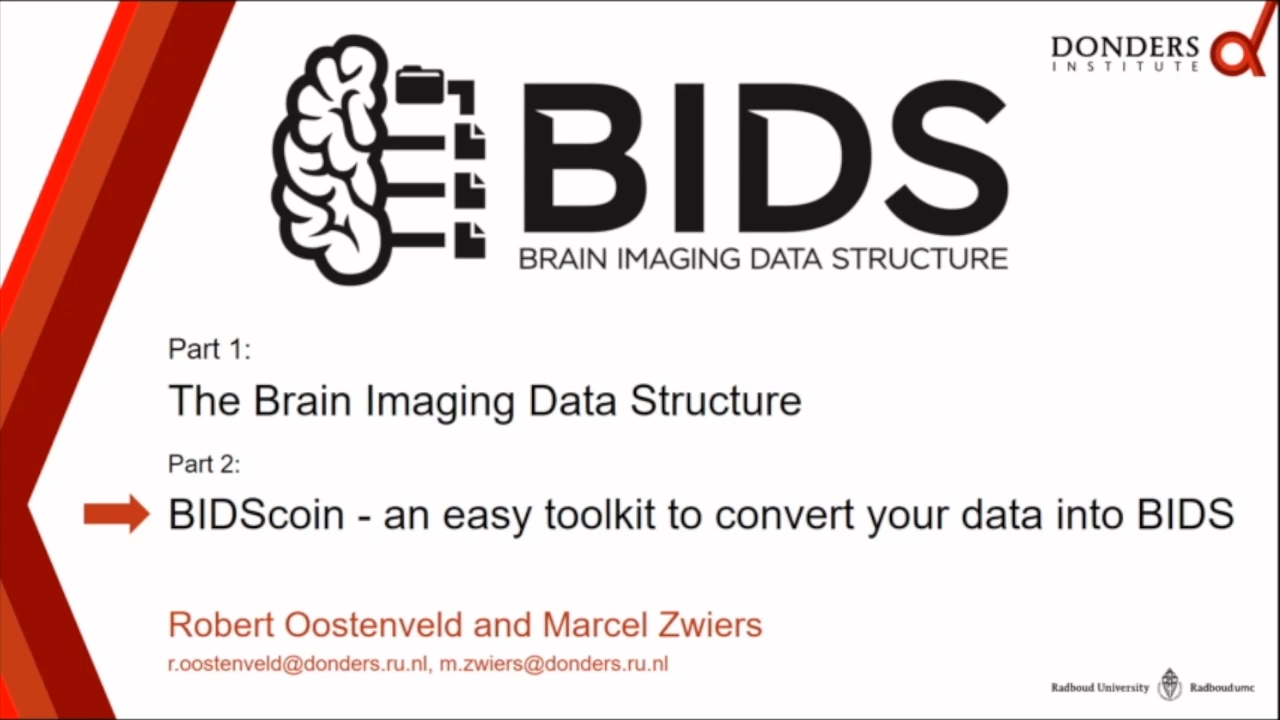 DONDERS
INSTITUTE
BIDS
BRAIN IMAGING DATA STRUCTURE
Part 1:
The Brain Imaging Data Structure
Part 2:
BIDScoin - an easy toolkit to convert your data into BIDS
Robert Oostenveld and Marcel Zwiers
r.oostenveld@donders.ru.nl, m.zwiers@donders.ru.nl
Radboud University Radboudumc